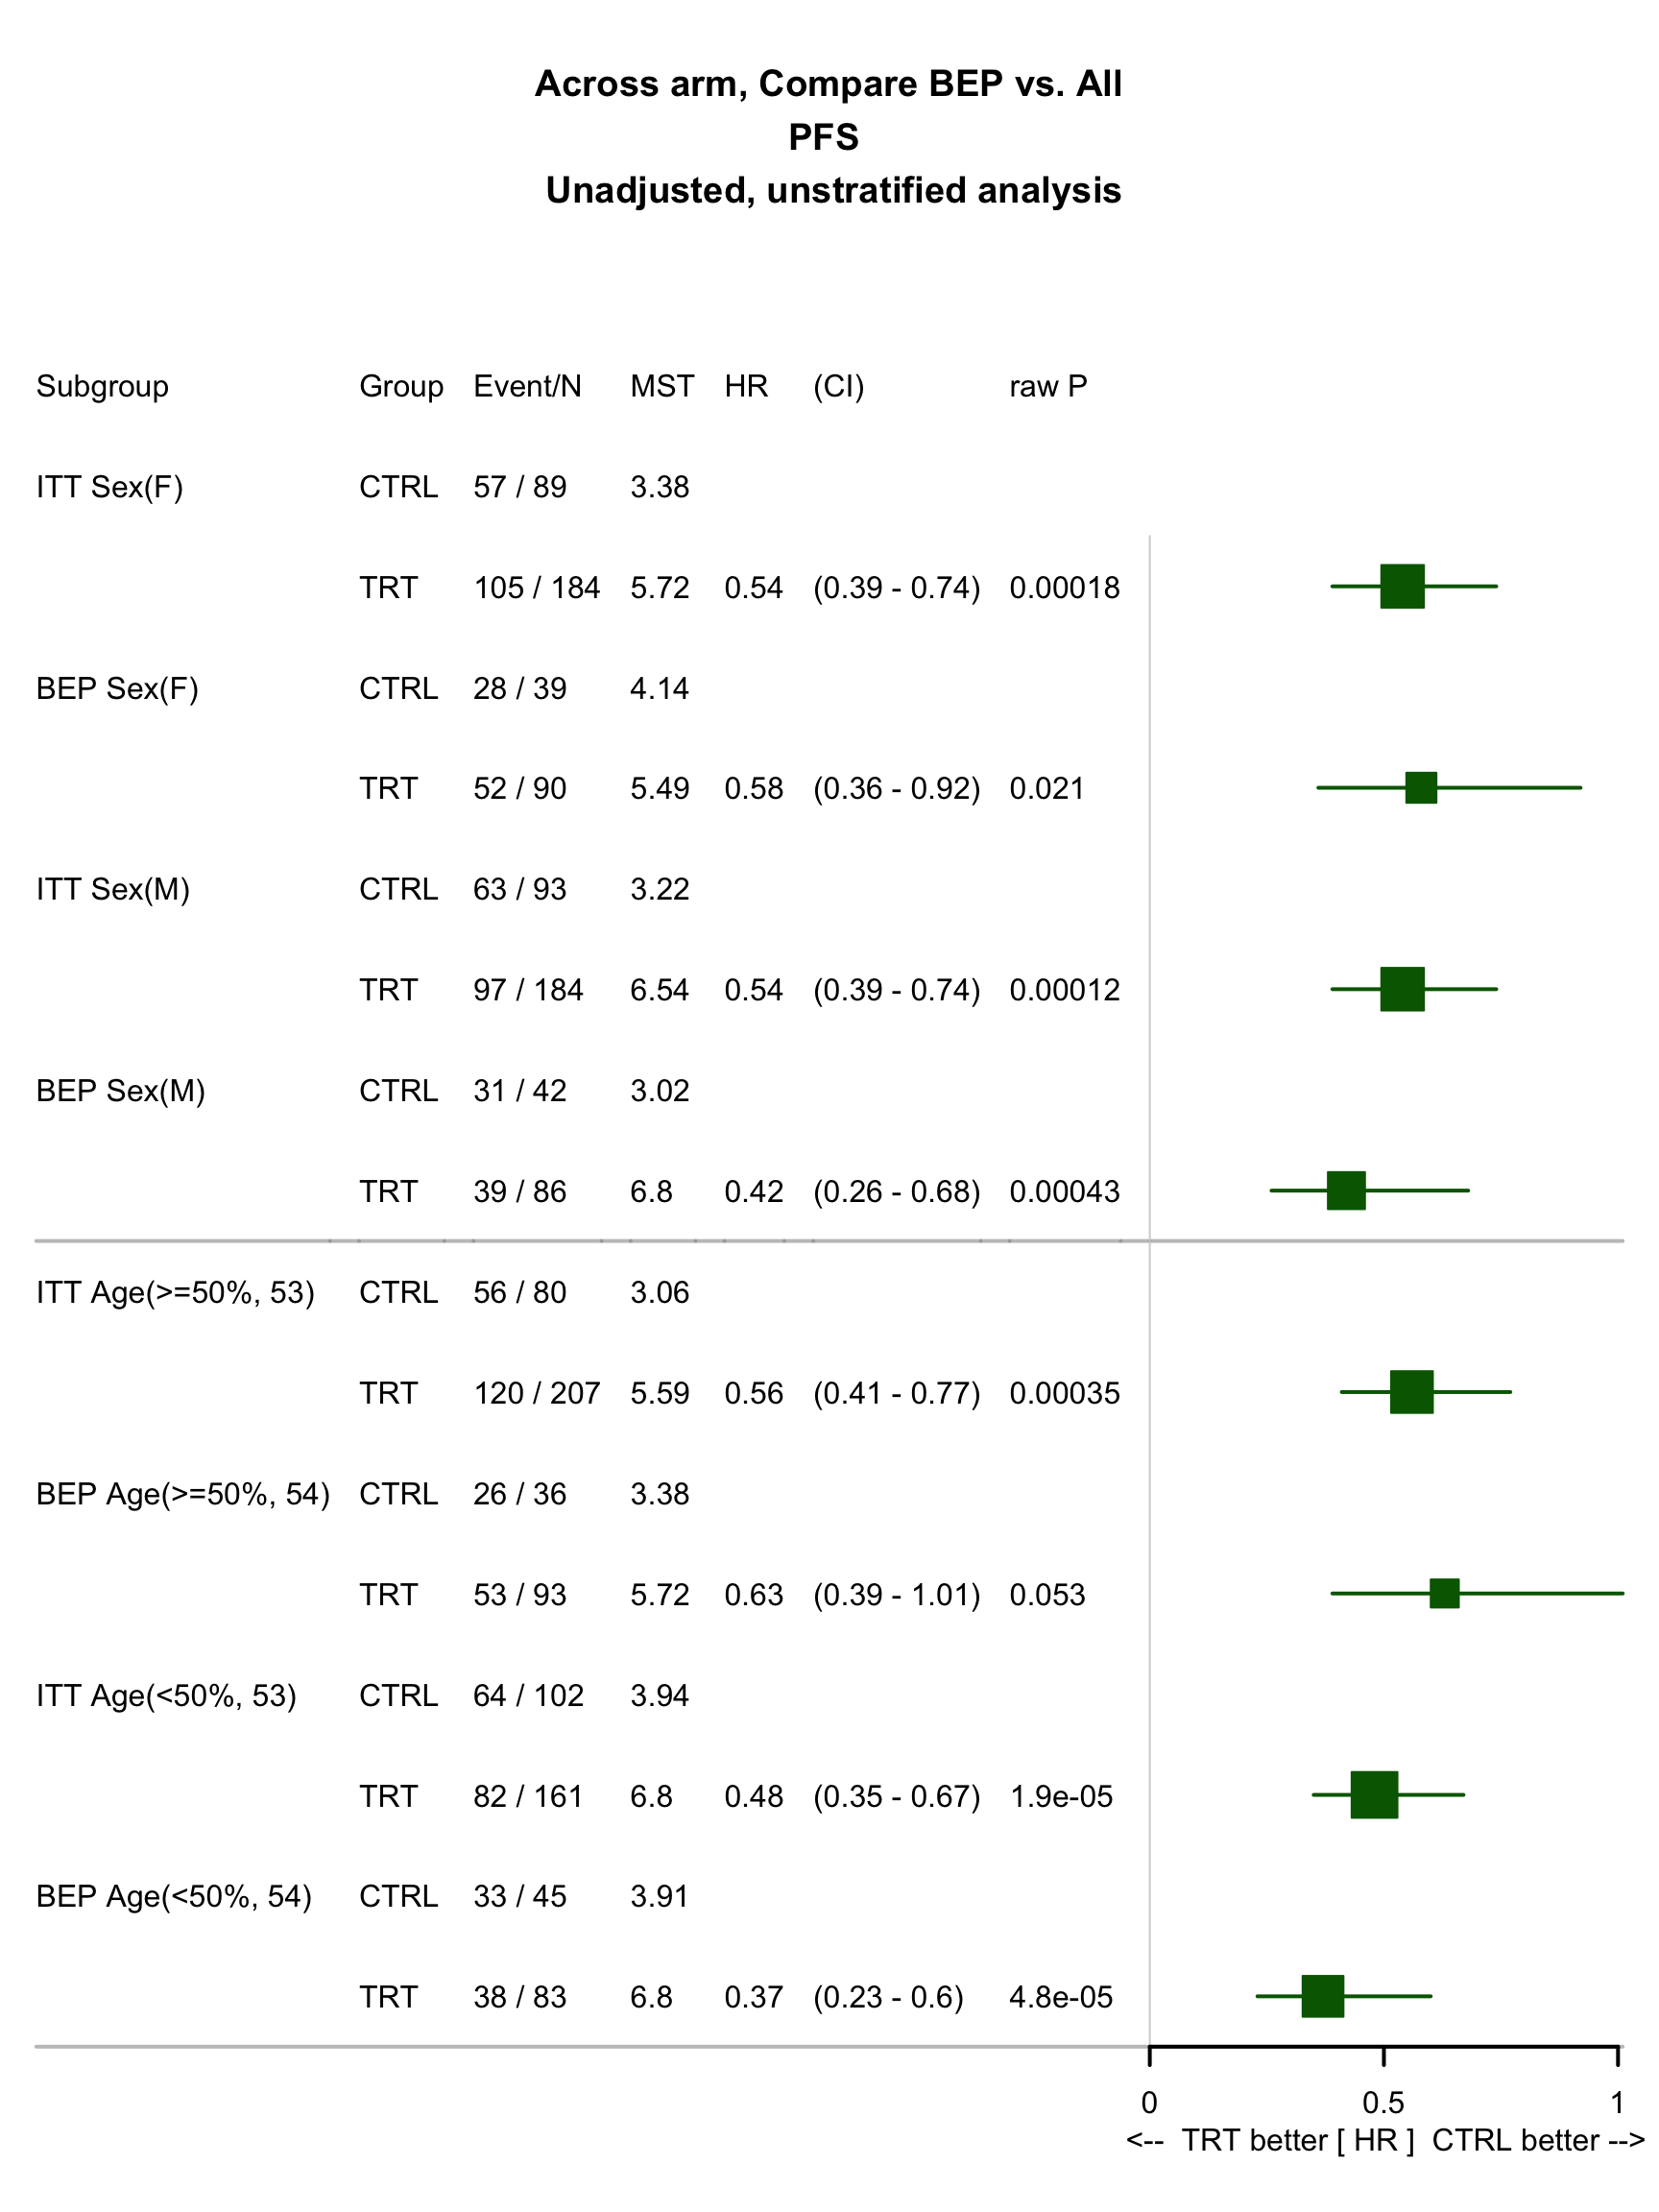 Across arm, Compare BEP vs. All
PFS
Unadjusted, unstratified analysis
Subgroup Group Event/N MST HR (CI) raw P
ITT Sex(F) CTRL 57 / 89 3.38
TRT 105 / 184 5.72 0.54 (0.39 - 0.74) 0.00018
BEP Sex(F) CTRL 28 / 39 4.14
TRT 52 / 90 5.49 0.58 (0.36 - 0.92) 0.021
ITT Sex(M) CTRL 63 / 93 3.22
TRT 97 / 184 6.54 0.54 (0.39 - 0.74) 0.00012
BEP Sex(M) CTRL 31 / 42 3.02
TRT 39 / 86 6.8 0.42 (0.26 - 0.68) 0.00043
ITT Age(>=50%, 53) CTRL 56 / 80 3.06
TRT 120 / 207 5.59 0.56 (0.41 - 0.77) 0.00035
BEP Age(>=50%, 54) CTRL 26 / 36 3.38
TRT 53 / 93 5.72 0.63 (0.39 - 1.01) 0.053
ITT Age(<50%, 53) CTRL 64 / 102 3.94
TRT 82 / 161 6.8 0.48 (0.35 - 0.67) 1.9e-05
BEP Age(<50%, 54) CTRL 33 / 45 3.91
TRT 38 / 83 6.8 0.37 (0.23 - 0.6) 4.8e-05
0 0.5 1
<-- TRT better [ HR ] CTRL better -->